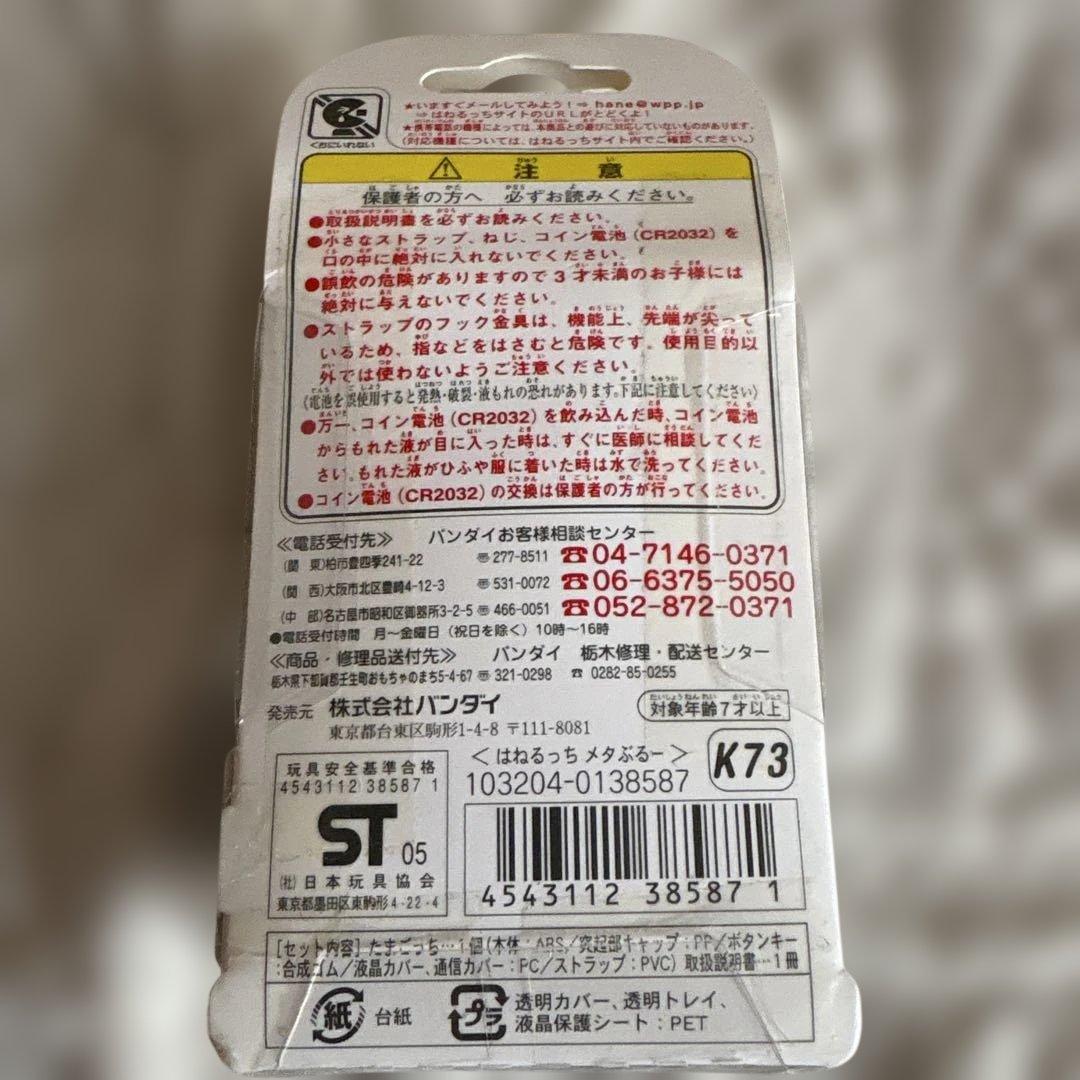 くちにいれない
★いますぐメールしてみよう!⇒hane@wpp.jp
⇒はねるっちサイトのURLがとどくよ!
★携帯電話の機種によっては、本商品との遊びに対応していないものがあります。
(対応機種については、はねるっちサイト内でご確認ください。)
⚠ 注意
保護者の方へ 必ずお読みください。
●取扱説明書を必ずお読みください。
●小さなストラップ、ねじ、コイン電池(CR2032)を
口の中に絶対に入れないでください。
●誤飲の危険がありますので3才未満のお子様には
絶対に与えないでください。
●ストラップのフック金具は、機能上、先端が尖って
いるため、指などをはさむと危険です。使用目的以
外では使わないようご注意ください。
(電池を誤使用すると発熱・破裂・液もれの恐れがあります。下記に注意してください)
●万一、コイン電池(CR2032)を飲み込んだ時、コイン電池
からもれた液が目に入った時は、すぐに医師に相談してくだ
さい。もれた液がひふや服に着いた時は水で洗ってください。
●コイン電池(CR2032)の交換は保護者の方が行ってください。
≪電話受付先≫ バンダイお客様相談センター
(関 東)柏市豊四季241-22 〒277-8511 ☎04-7146-0371
(関 西)大阪市北区豊崎4-12-3 〒531-0072 ☎06-6375-5050
(中 部)名古屋市昭和区御器所3-2-5 〒466-0051 ☎052-872-0371
●電話受付時間 月〜金曜日(祝日を除く)10時〜16時
≪商品・修理品送付先≫ バンダイ 栃木修理・配送センター
栃木県下都賀郡壬生町おもちゃのまち5-4-67 〒321-0298 ☎ 0282-85-0255
発売元 株式会社バンダイ
対象年齢7才以上
東京都台東区駒形1-4-8 〒111-8081
<はねるっち メタぶるー>
K73
103204-0138587
玩具安全基準合格
4543112 38587 1
ST 05
(社)日本玩具協会
東京都墨田区東駒形4-22-4
4543112 38587 1
[セット内容]たまごっち…1個(本体:ABS/突起部キャップ:PP/ボタンキー
:合成ゴム/液晶カバー、通信カバー:PC/ストラップ:PVC)取扱説明書…1冊
紙 台紙
プラ 透明カバー、透明トレイ、
液晶保護シート:PET